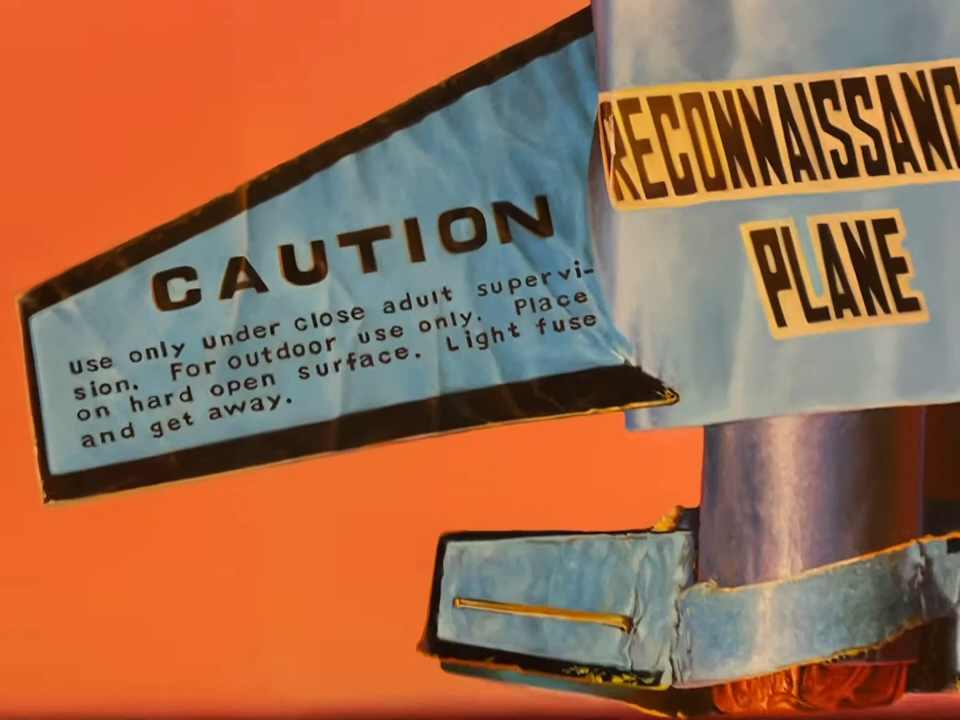 RECONNAISSANC
PLANE
CAUTION
use only under close adult supervi-
sion. For outdoor use only. Place
on hard open surface. Light fuse
and get away.